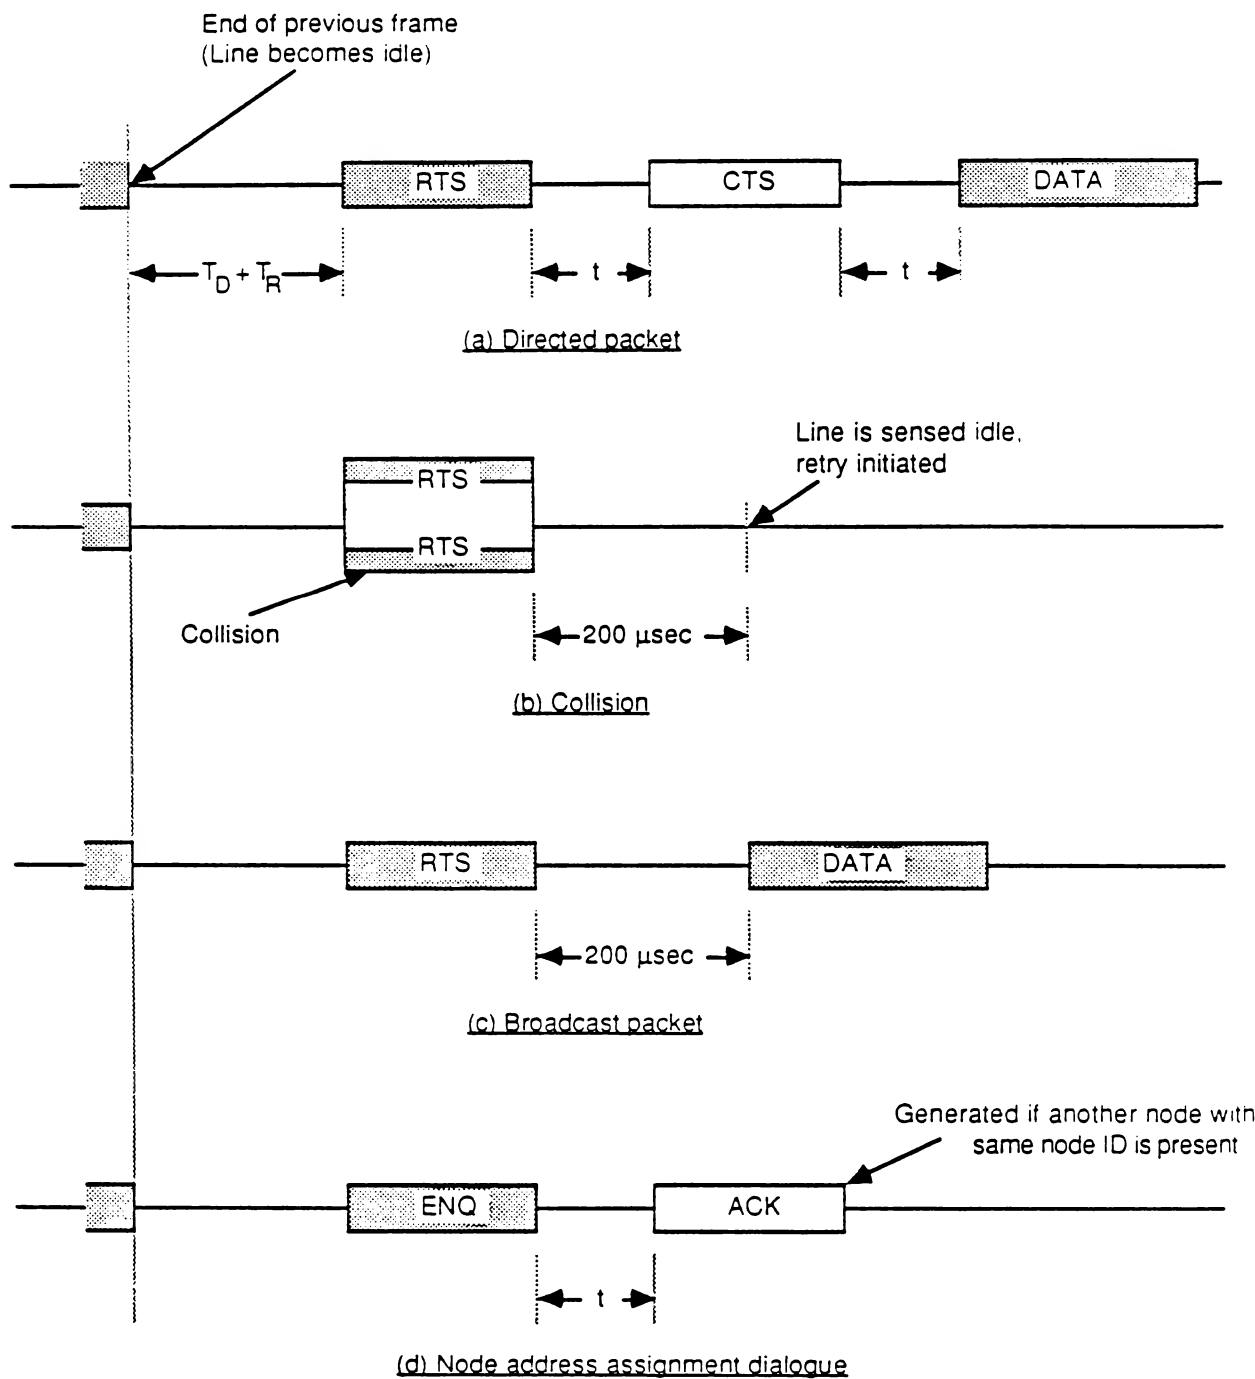 End of previous frame
(Line becomes idle)
RTS
CTS
DATA
T_D + T_R
t
t
(a) Directed packet
Line is sensed idle,
retry initiated
RTS
RTS
Collision
200 µsec
(b) Collision
RTS
DATA
200 µsec
(c) Broadcast packet
Generated if another node with
same node ID is present
ENQ
ACK
t
(d) Node address assignment dialogue